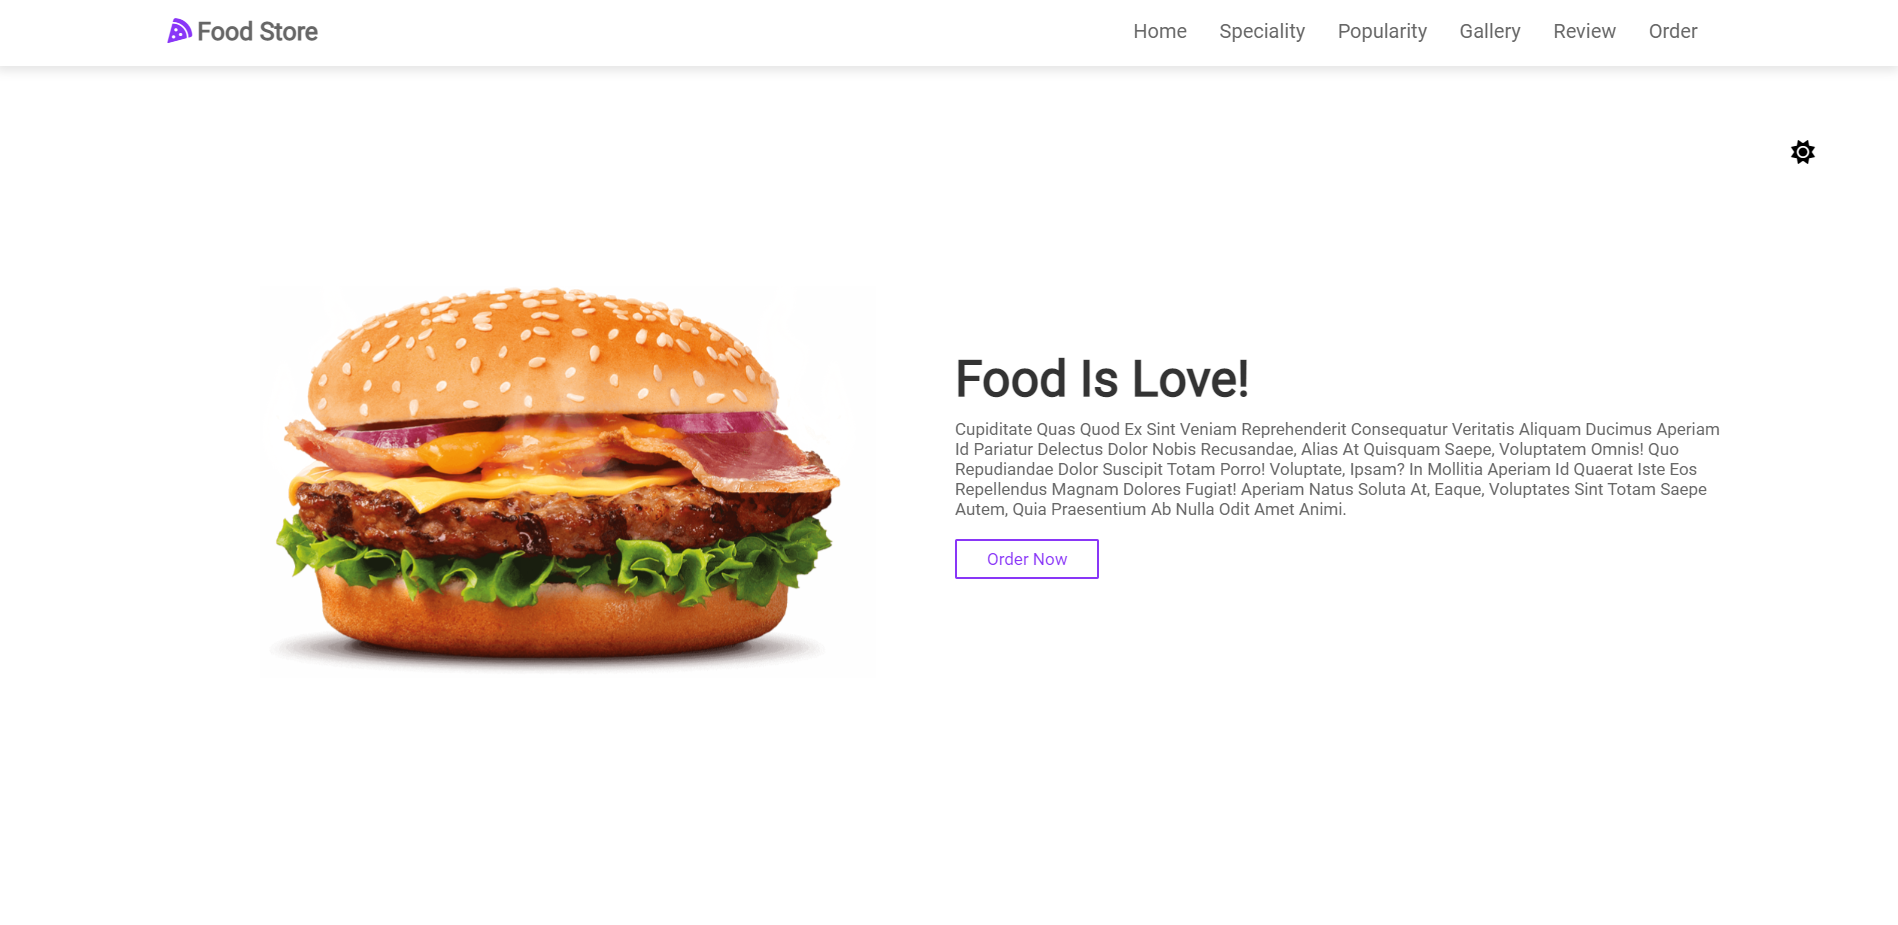 Food Store
Home Speciality Popularity Gallery Review Order
Food Is Love!
Cupiditate Quas Quod Ex Sint Veniam Reprehenderit Consequatur Veritatis Aliquam Ducimus Aperiam
Id Pariatur Delectus Dolor Nobis Recusandae, Alias At Quisquam Saepe, Voluptatem Omnis! Quo
Repudiandae Dolor Suscipit Totam Porro! Voluptate, Ipsam? In Mollitia Aperiam Id Quaerat Iste Eos
Repellendus Magnam Dolores Fugiat! Aperiam Natus Soluta At, Eaque, Voluptates Sint Totam Saepe
Autem, Quia Praesentium Ab Nulla Odit Amet Animi.
Order Now